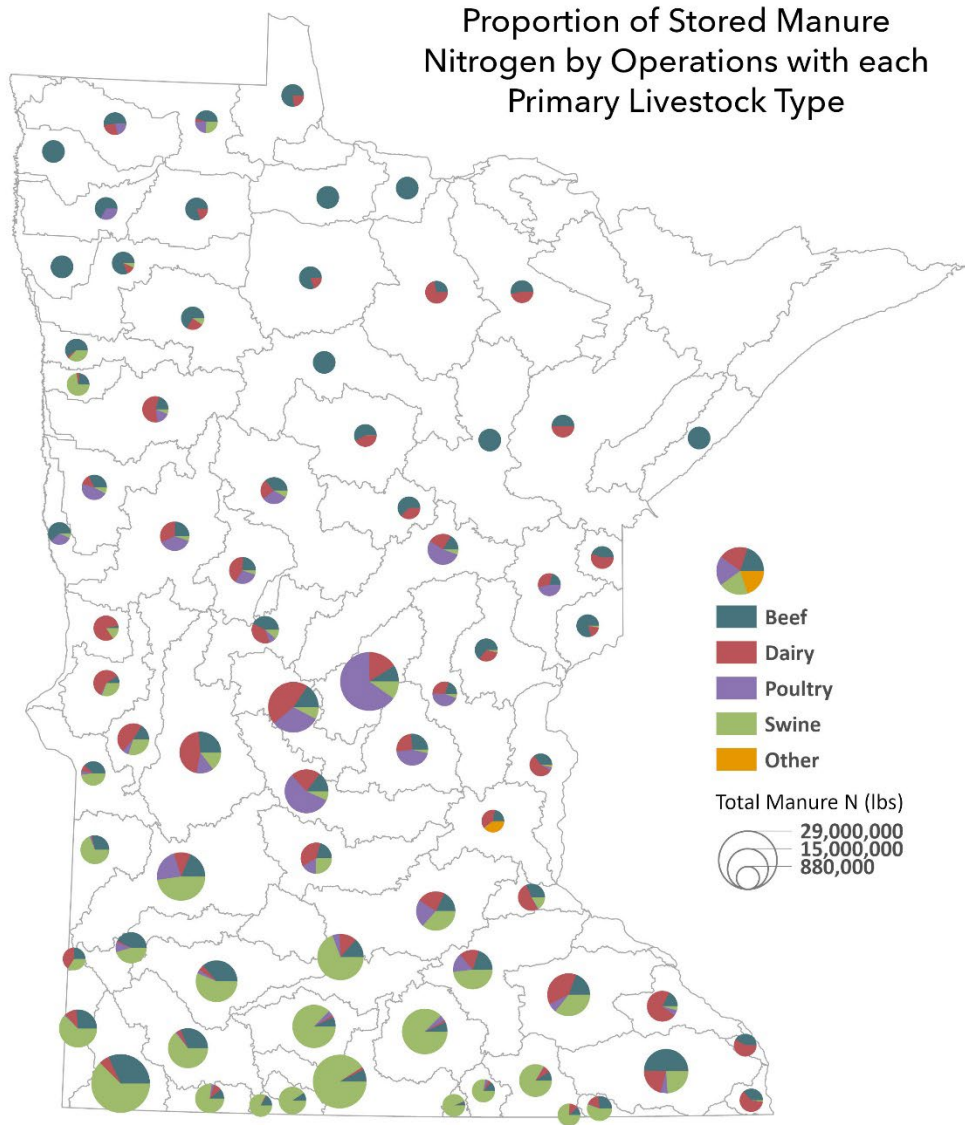 Proportion of Stored Manure
Nitrogen by Operations with each
Primary Livestock Type
Beef
Dairy
Poultry
Swine
Other
Total Manure N (lbs)
29,000,000
15,000,000
880,000